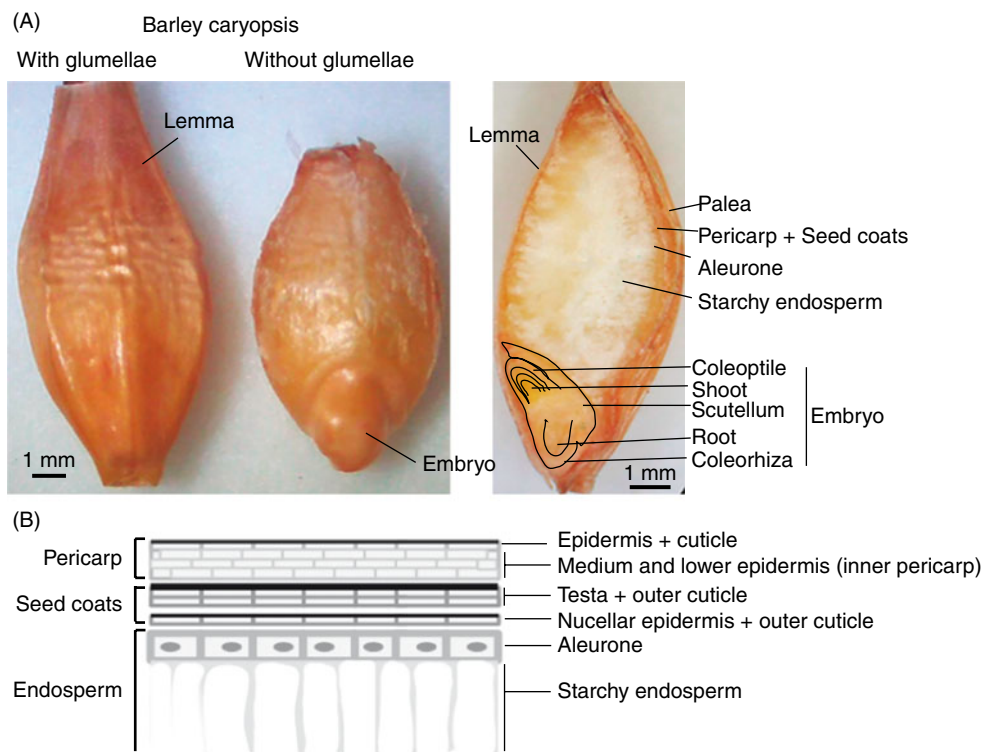 (A)
Barley caryopsis
With glumellae
Without glumellae
Lemma
Embryo
1 mm
Lemma
Palea
Pericarp + Seed coats
Aleurone
Starchy endosperm
Coleoptile
Shoot
Scutellum
Root
Coleorhiza
Embryo
1 mm
(B)
Pericarp
Seed coats
Endosperm
Epidermis + cuticle
Medium and lower epidermis (inner pericarp)
Testa + outer cuticle
Nucellar epidermis + outer cuticle
Aleurone
Starchy endosperm